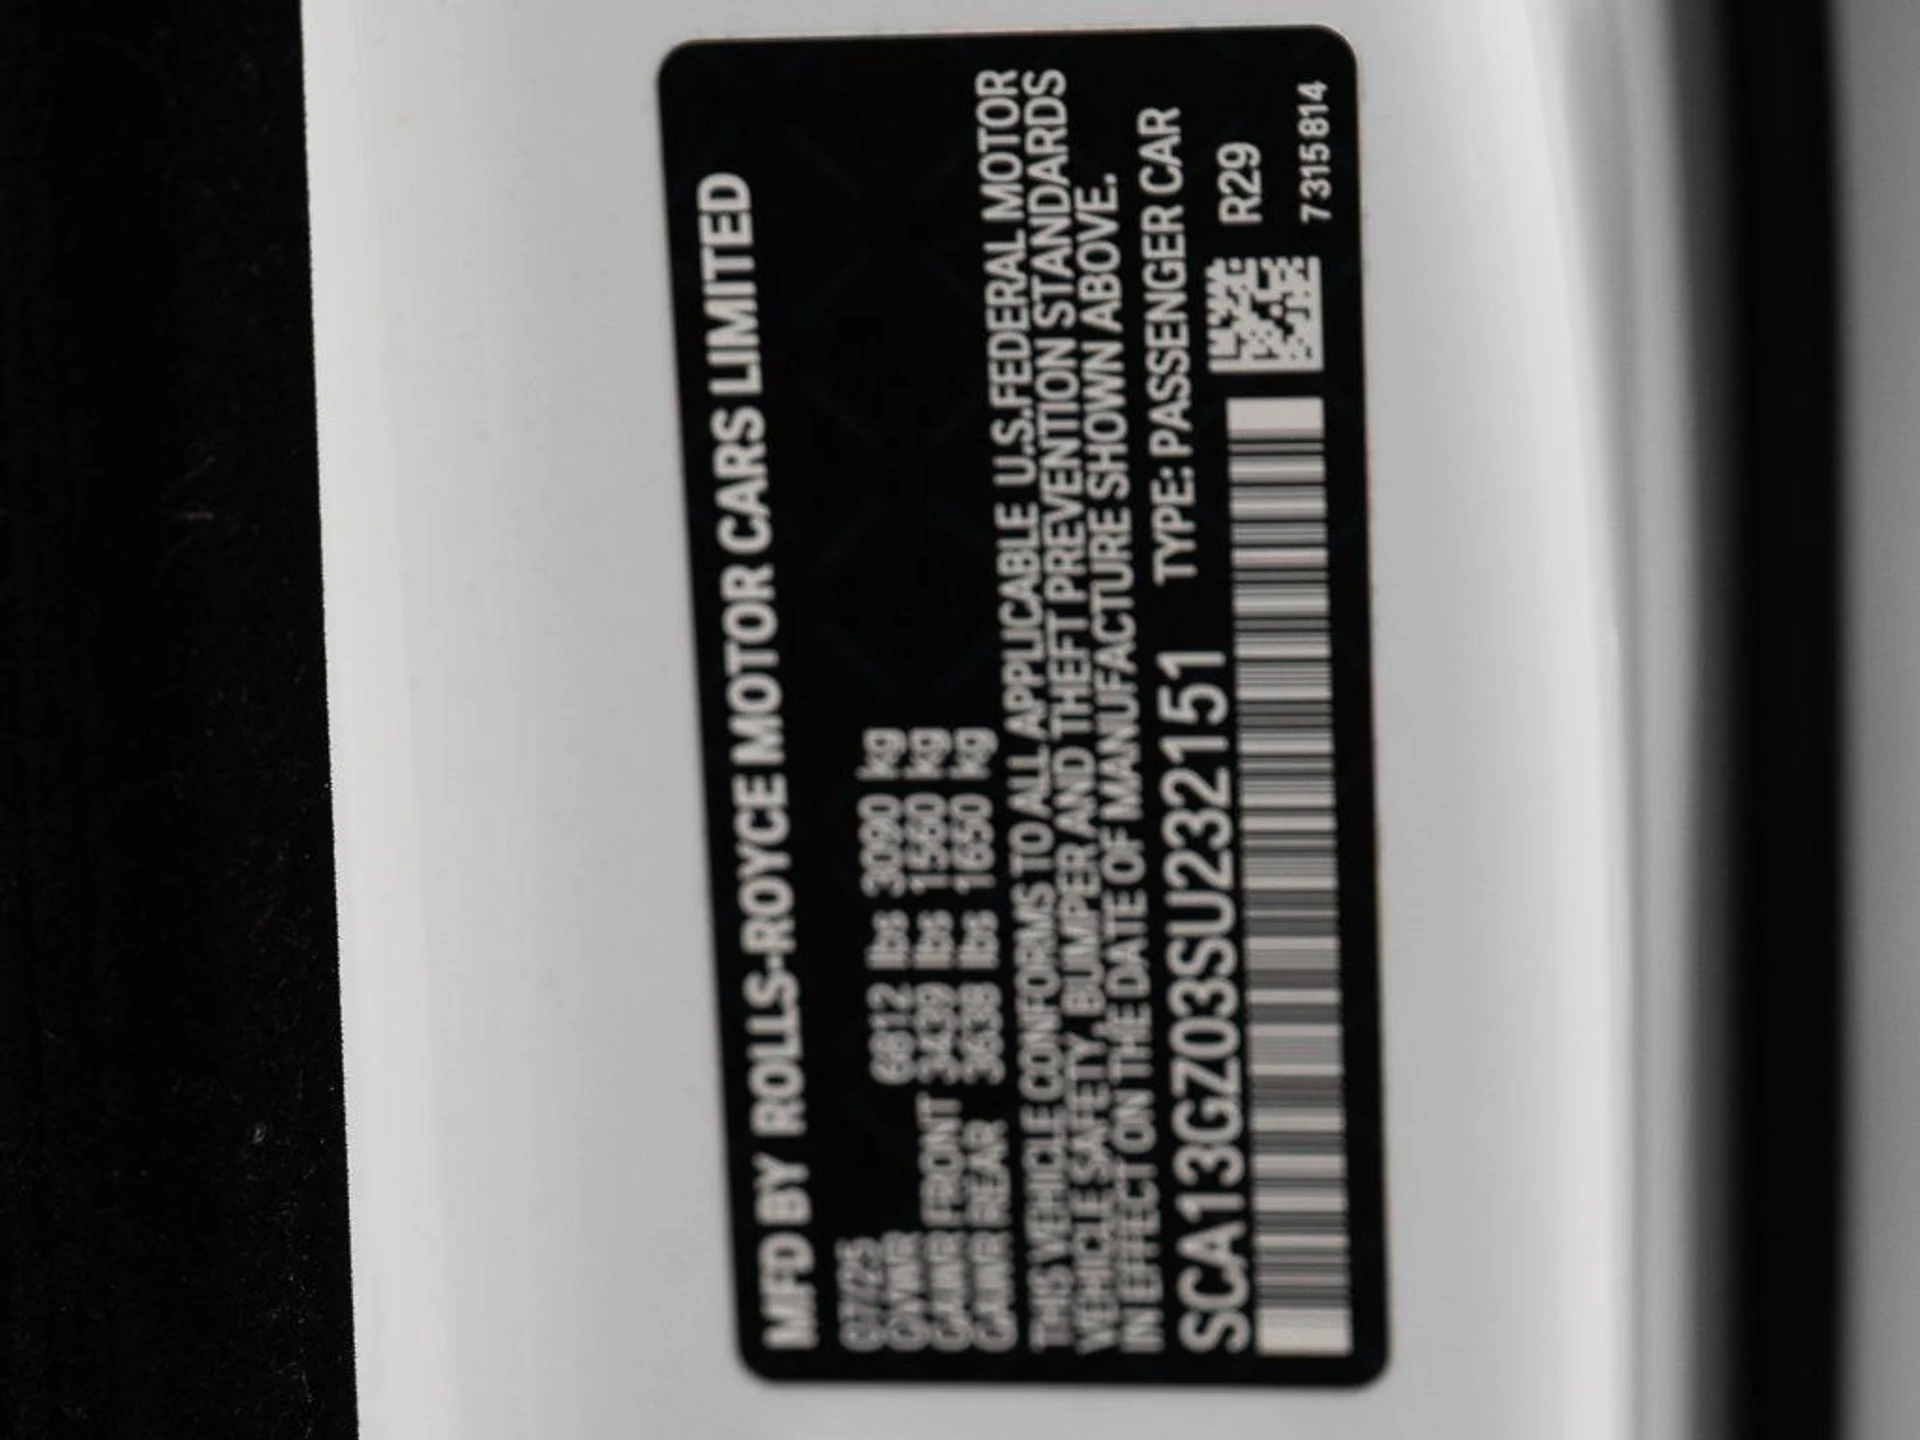 MFD BY ROLLS-ROYCE MOTOR CARS LIMITED
07/25
GVWR 6812 lbs 3090 kg
GAWR FRONT 3439 lbs 1560 kg
GAWR REAR 3638 lbs 1650 kg
THIS VEHICLE CONFORMS TO ALL APPLICABLE U.S.FEDERAL MOTOR
VEHICLE SAFETY, BUMPER AND THEFT PREVENTION STANDARDS
IN EFFECT ON THE DATE OF MANUFACTURE SHOWN ABOVE.
SCA13GZ03SU232151 TYPE: PASSENGER CAR
R29
7315814